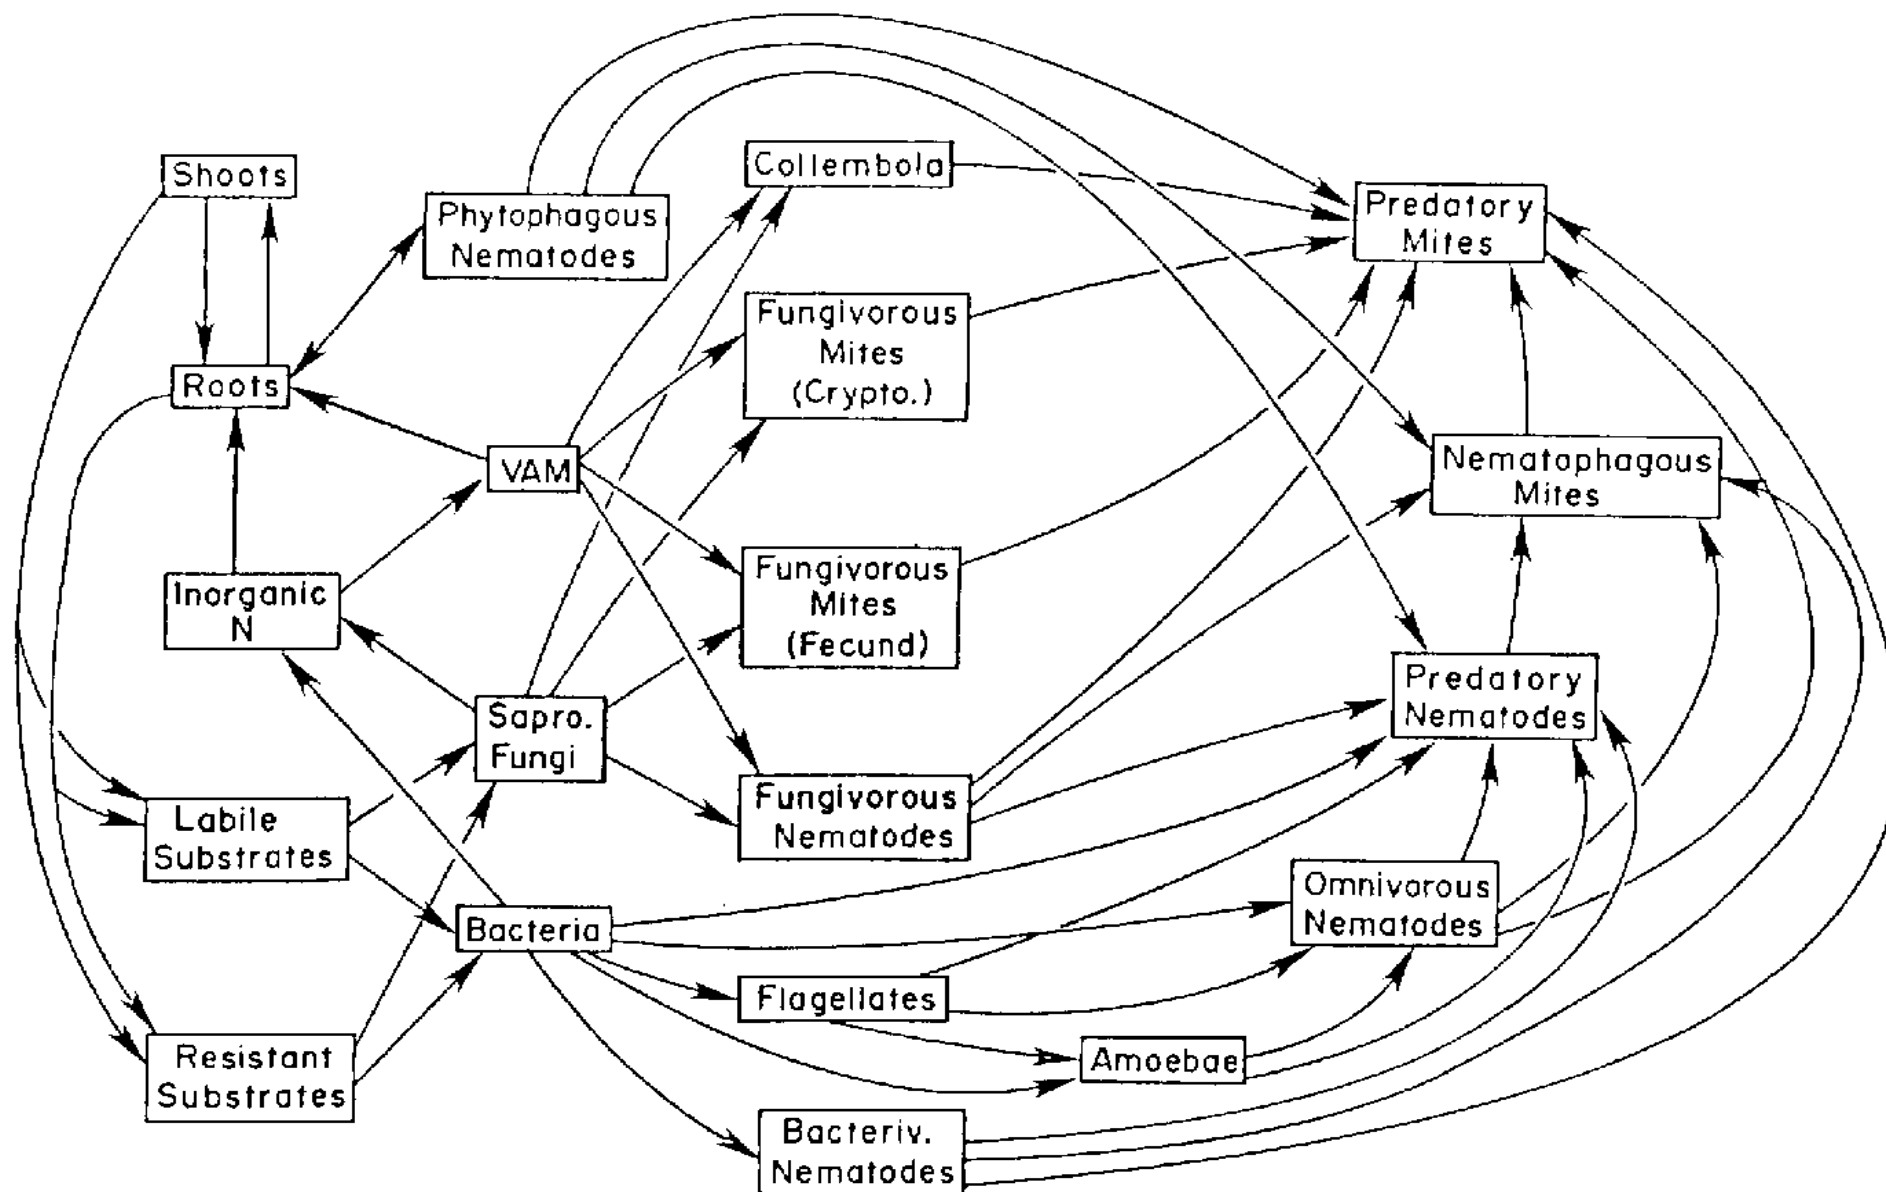 Shoots
Phytophagous
Nematodes
Collembola
Predatory
Mites
Roots
Fungivorous
Mites
(Crypto.)
VAM
Nematophagous
Mites
Inorganic
N
Fungivorous
Mites
(Fecund)
Predatory
Nematodes
Sapro.
Fungi
Labile
Substrates
Fungivorous
Nematodes
Omnivorous
Nematodes
Bacteria
Flagellates
Amoebae
Resistant
Substrates
Bacteriv.
Nematodes